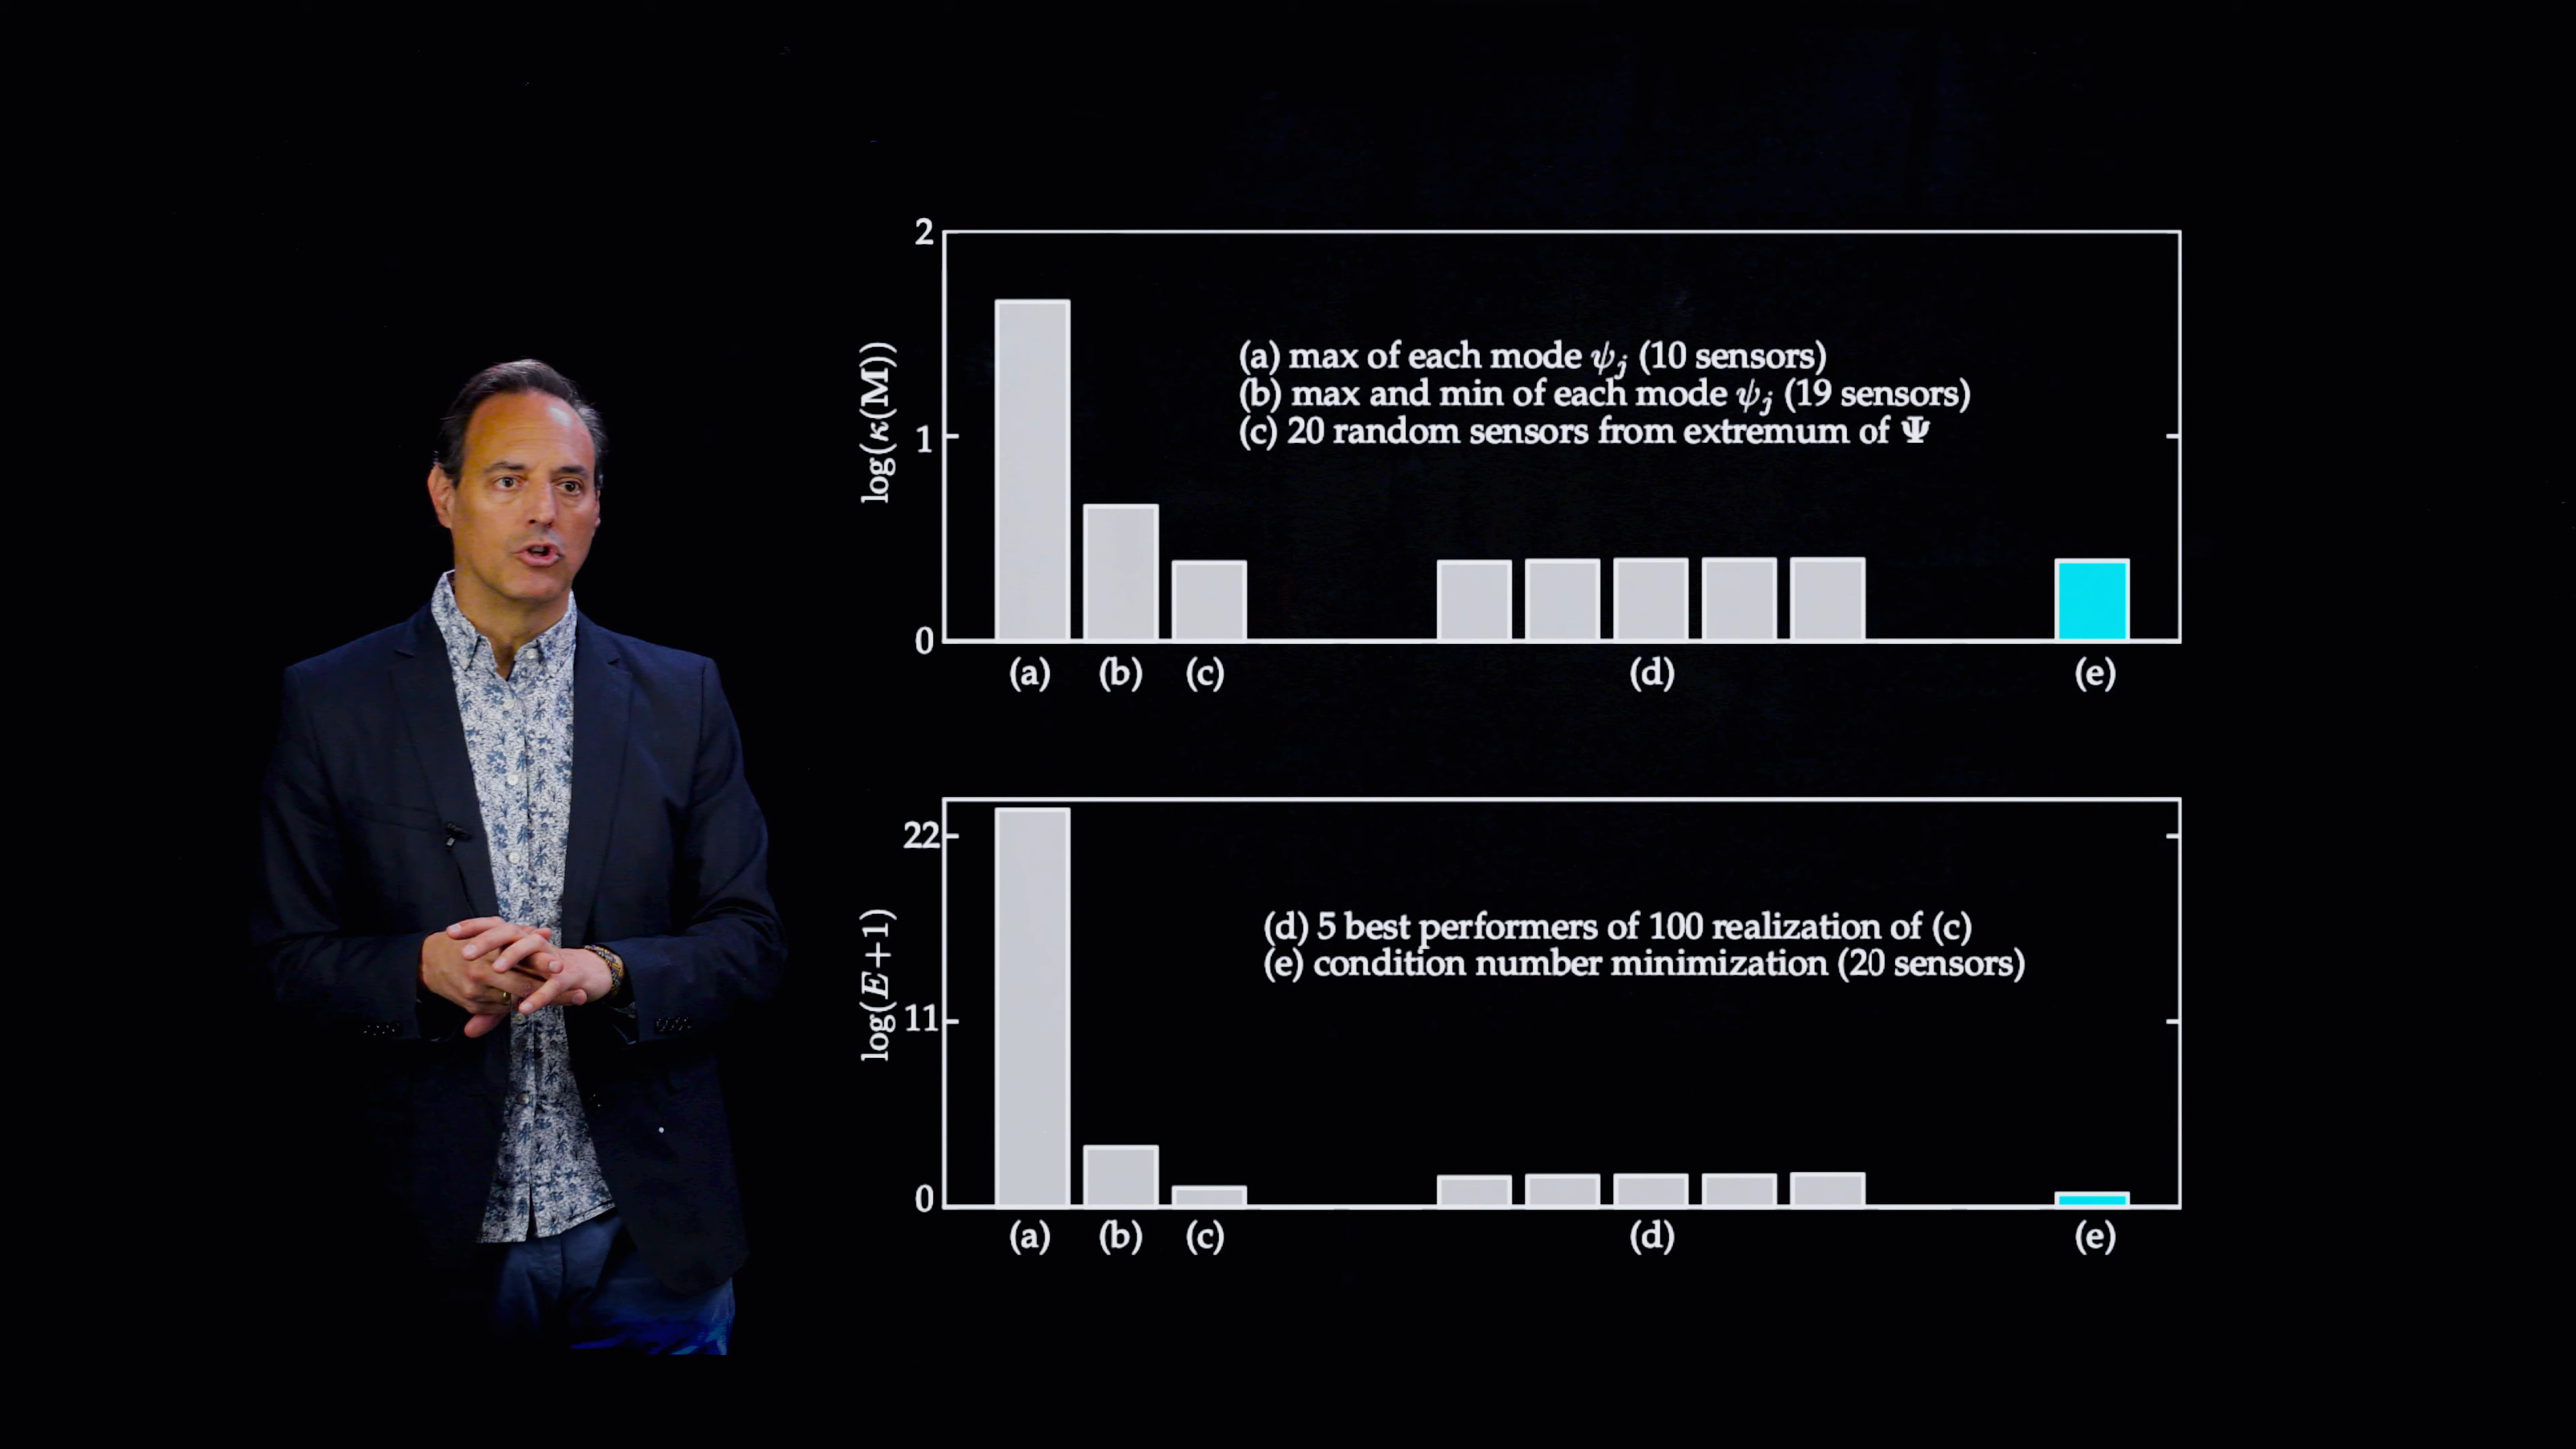 2
1
0
log(κ(M))
(a) max of each mode ψⱼ (10 sensors)
(b) max and min of each mode ψⱼ (19 sensors)
(c) 20 random sensors from extremum of Ψ
(a) (b) (c) (d) (e)
22
11
0
log(E+1)
(d) 5 best performers of 100 realization of (c)
(e) condition number minimization (20 sensors)
(a) (b) (c) (d) (e)